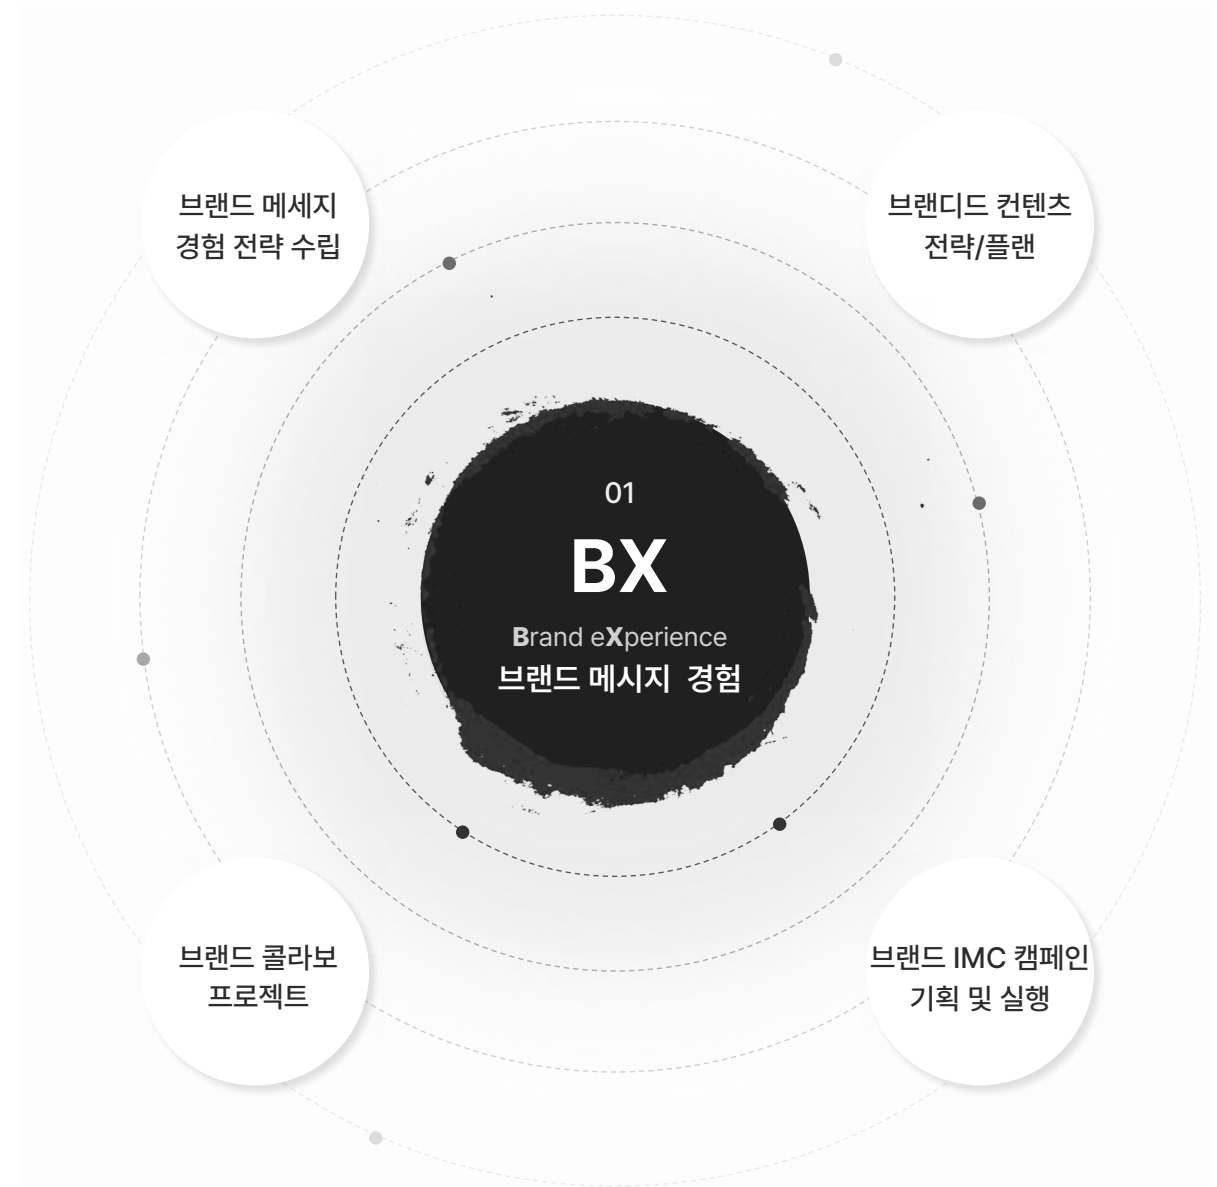 브랜드 메세지
경험 전략 수립
브랜디드 컨텐츠
전략/플랜
01
BX
Brand eXperience
브랜드 메시지 경험
브랜드 콜라보
프로젝트
브랜드 IMC 캠페인
기획 및 실행